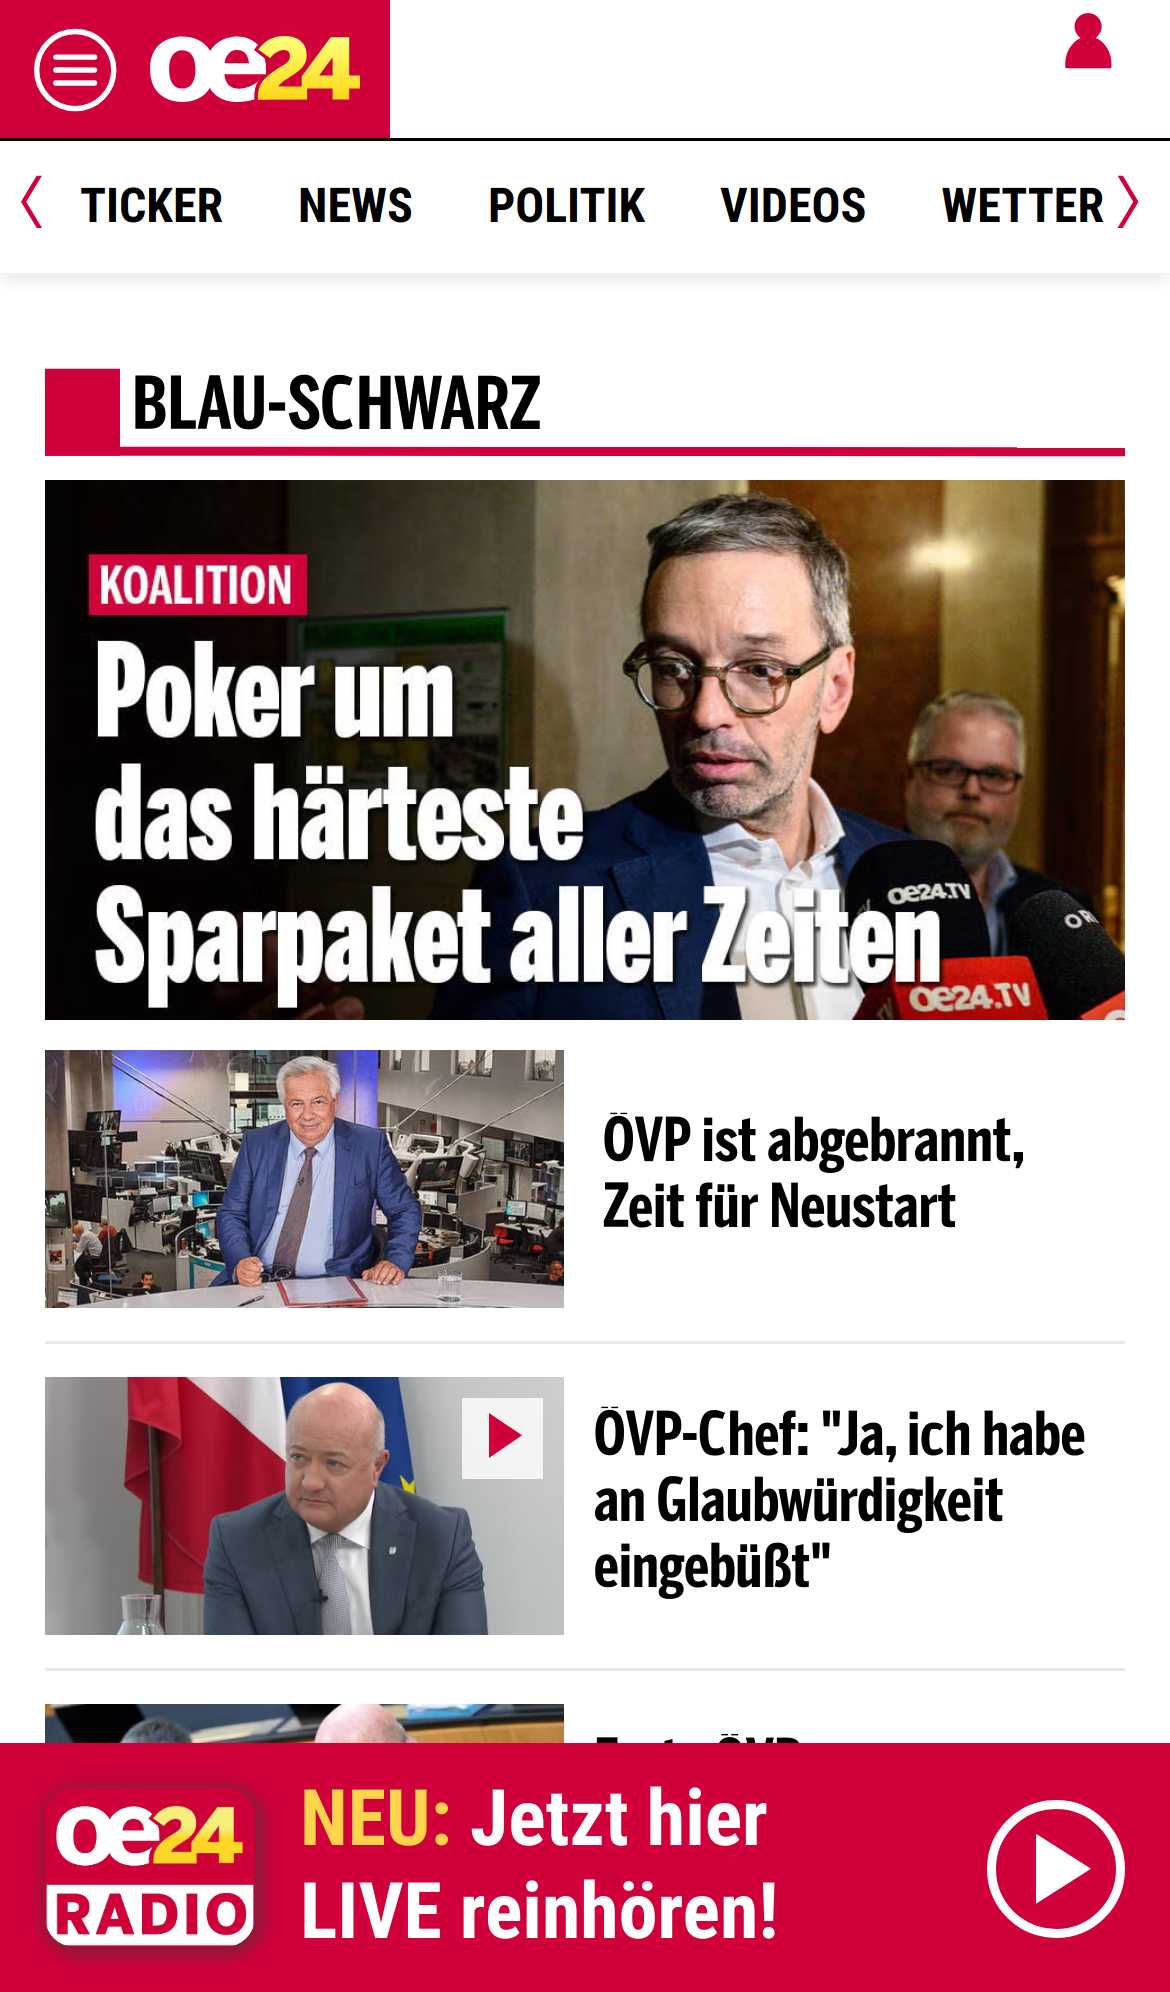 oe24
TICKER NEWS POLITIK VIDEOS WETTER
BLAU-SCHWARZ
KOALITION
Poker um
das härteste
Sparpaket aller Zeiten
oe24.TV
oe24.TV
ÖVP ist abgebrannt,
Zeit für Neustart
ÖVP-Chef: "Ja, ich habe
an Glaubwürdigkeit
eingebüßt"
oe24
RADIO
NEU: Jetzt hier
LIVE reinhören!